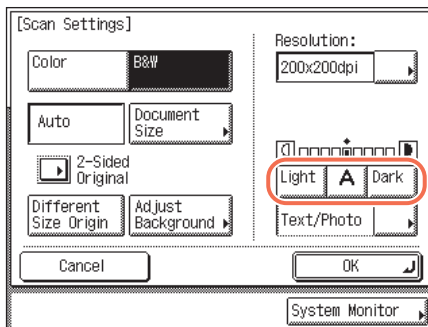 [Scan Settings]
Resolution:
Color
B&W
200x200dpi
Auto
Document
Size
2-Sided
Original
Light
A
Dark
Different
Size Origin
Adjust
Background
Text/Photo
Cancel
OK
System Monitor